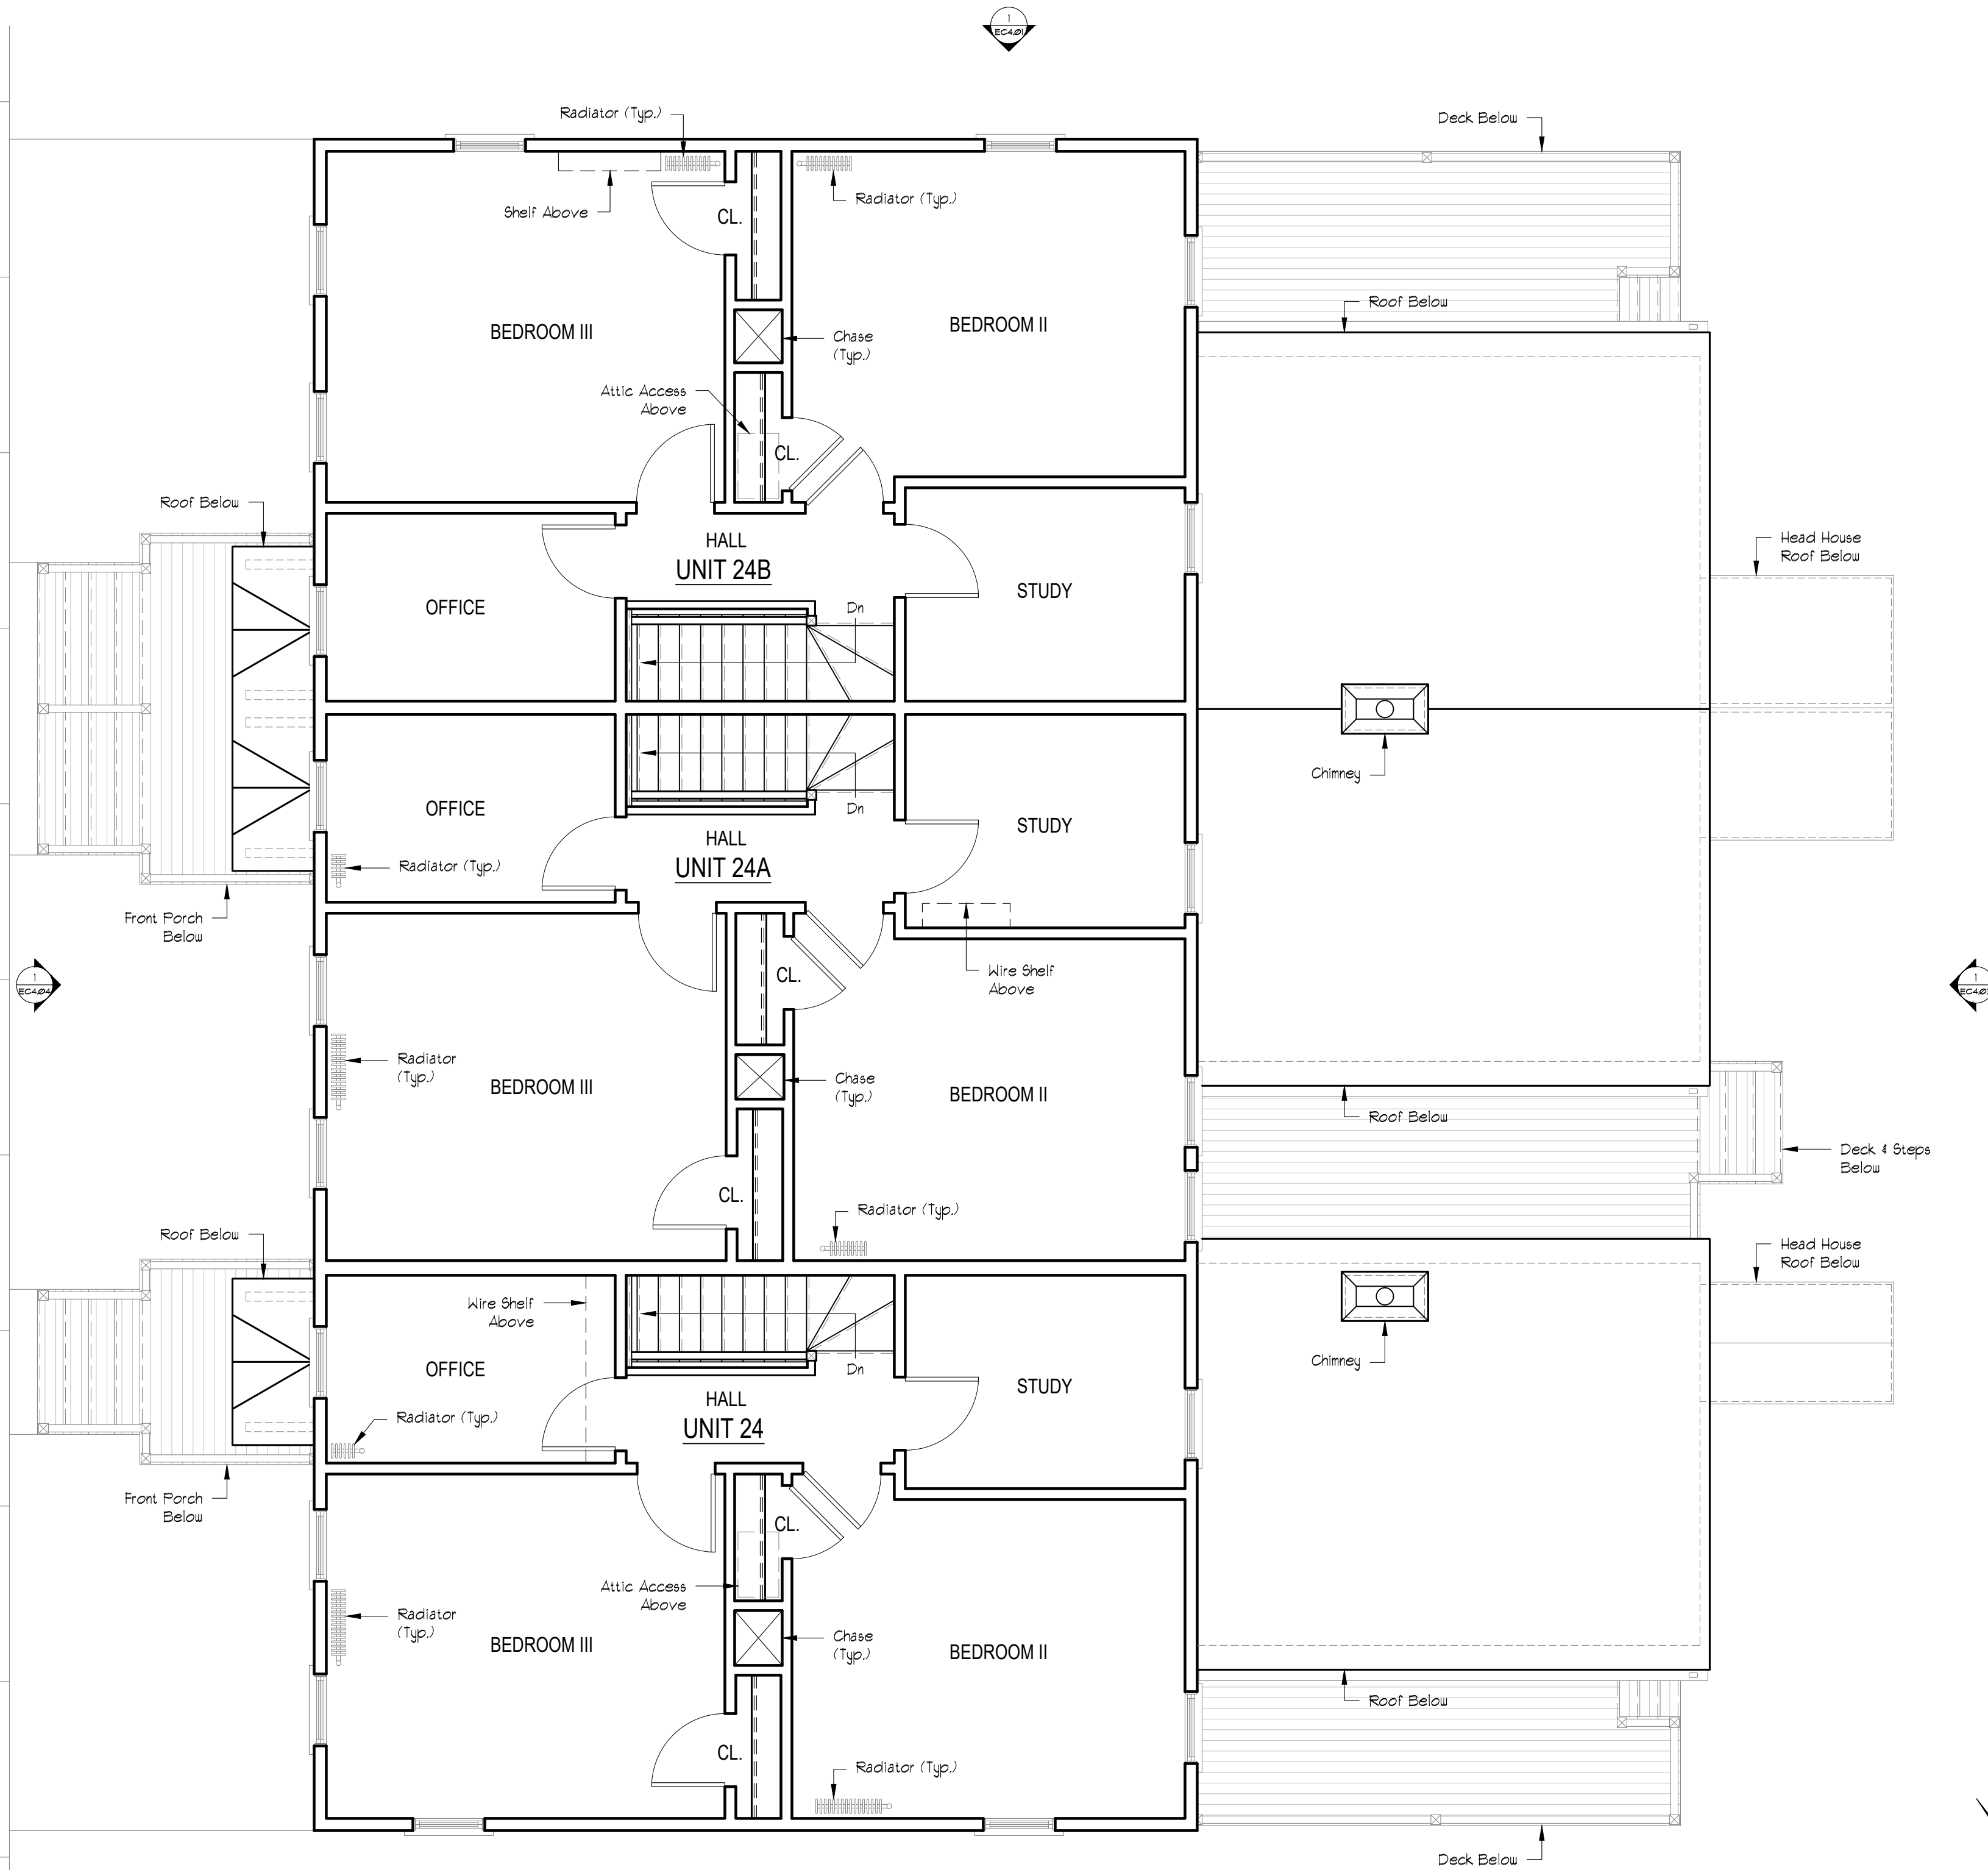 1
EC4.01
Radiator (Typ.)
Deck Below
Shelf Above
CL.
Radiator (Typ.)
Roof Below
BEDROOM III
BEDROOM II
Chase
(Typ.)
Attic Access
Above
CL.
Roof Below
HALL
UNIT 24B
Head House
Roof Below
OFFICE
STUDY
Dn
Chimney
OFFICE
Dn
STUDY
HALL
UNIT 24A
Radiator (Typ.)
Front Porch
Below
CL.
Wire Shelf
Above
1
EC4.04
1
Radiator
(Typ.)
BEDROOM III
Chase
(Typ.)
BEDROOM II
Roof Below
Deck & Steps
Below
CL.
Radiator (Typ.)
Roof Below
Head House
Roof Below
Wire Shelf
Above
OFFICE
Dn
STUDY
Chimney
HALL
UNIT 24
Radiator (Typ.)
Front Porch
Below
CL.
Attic Access
Above
Radiator
(Typ.)
BEDROOM III
Chase
(Typ.)
BEDROOM II
Roof Below
CL.
Radiator (Typ.)
Deck Below